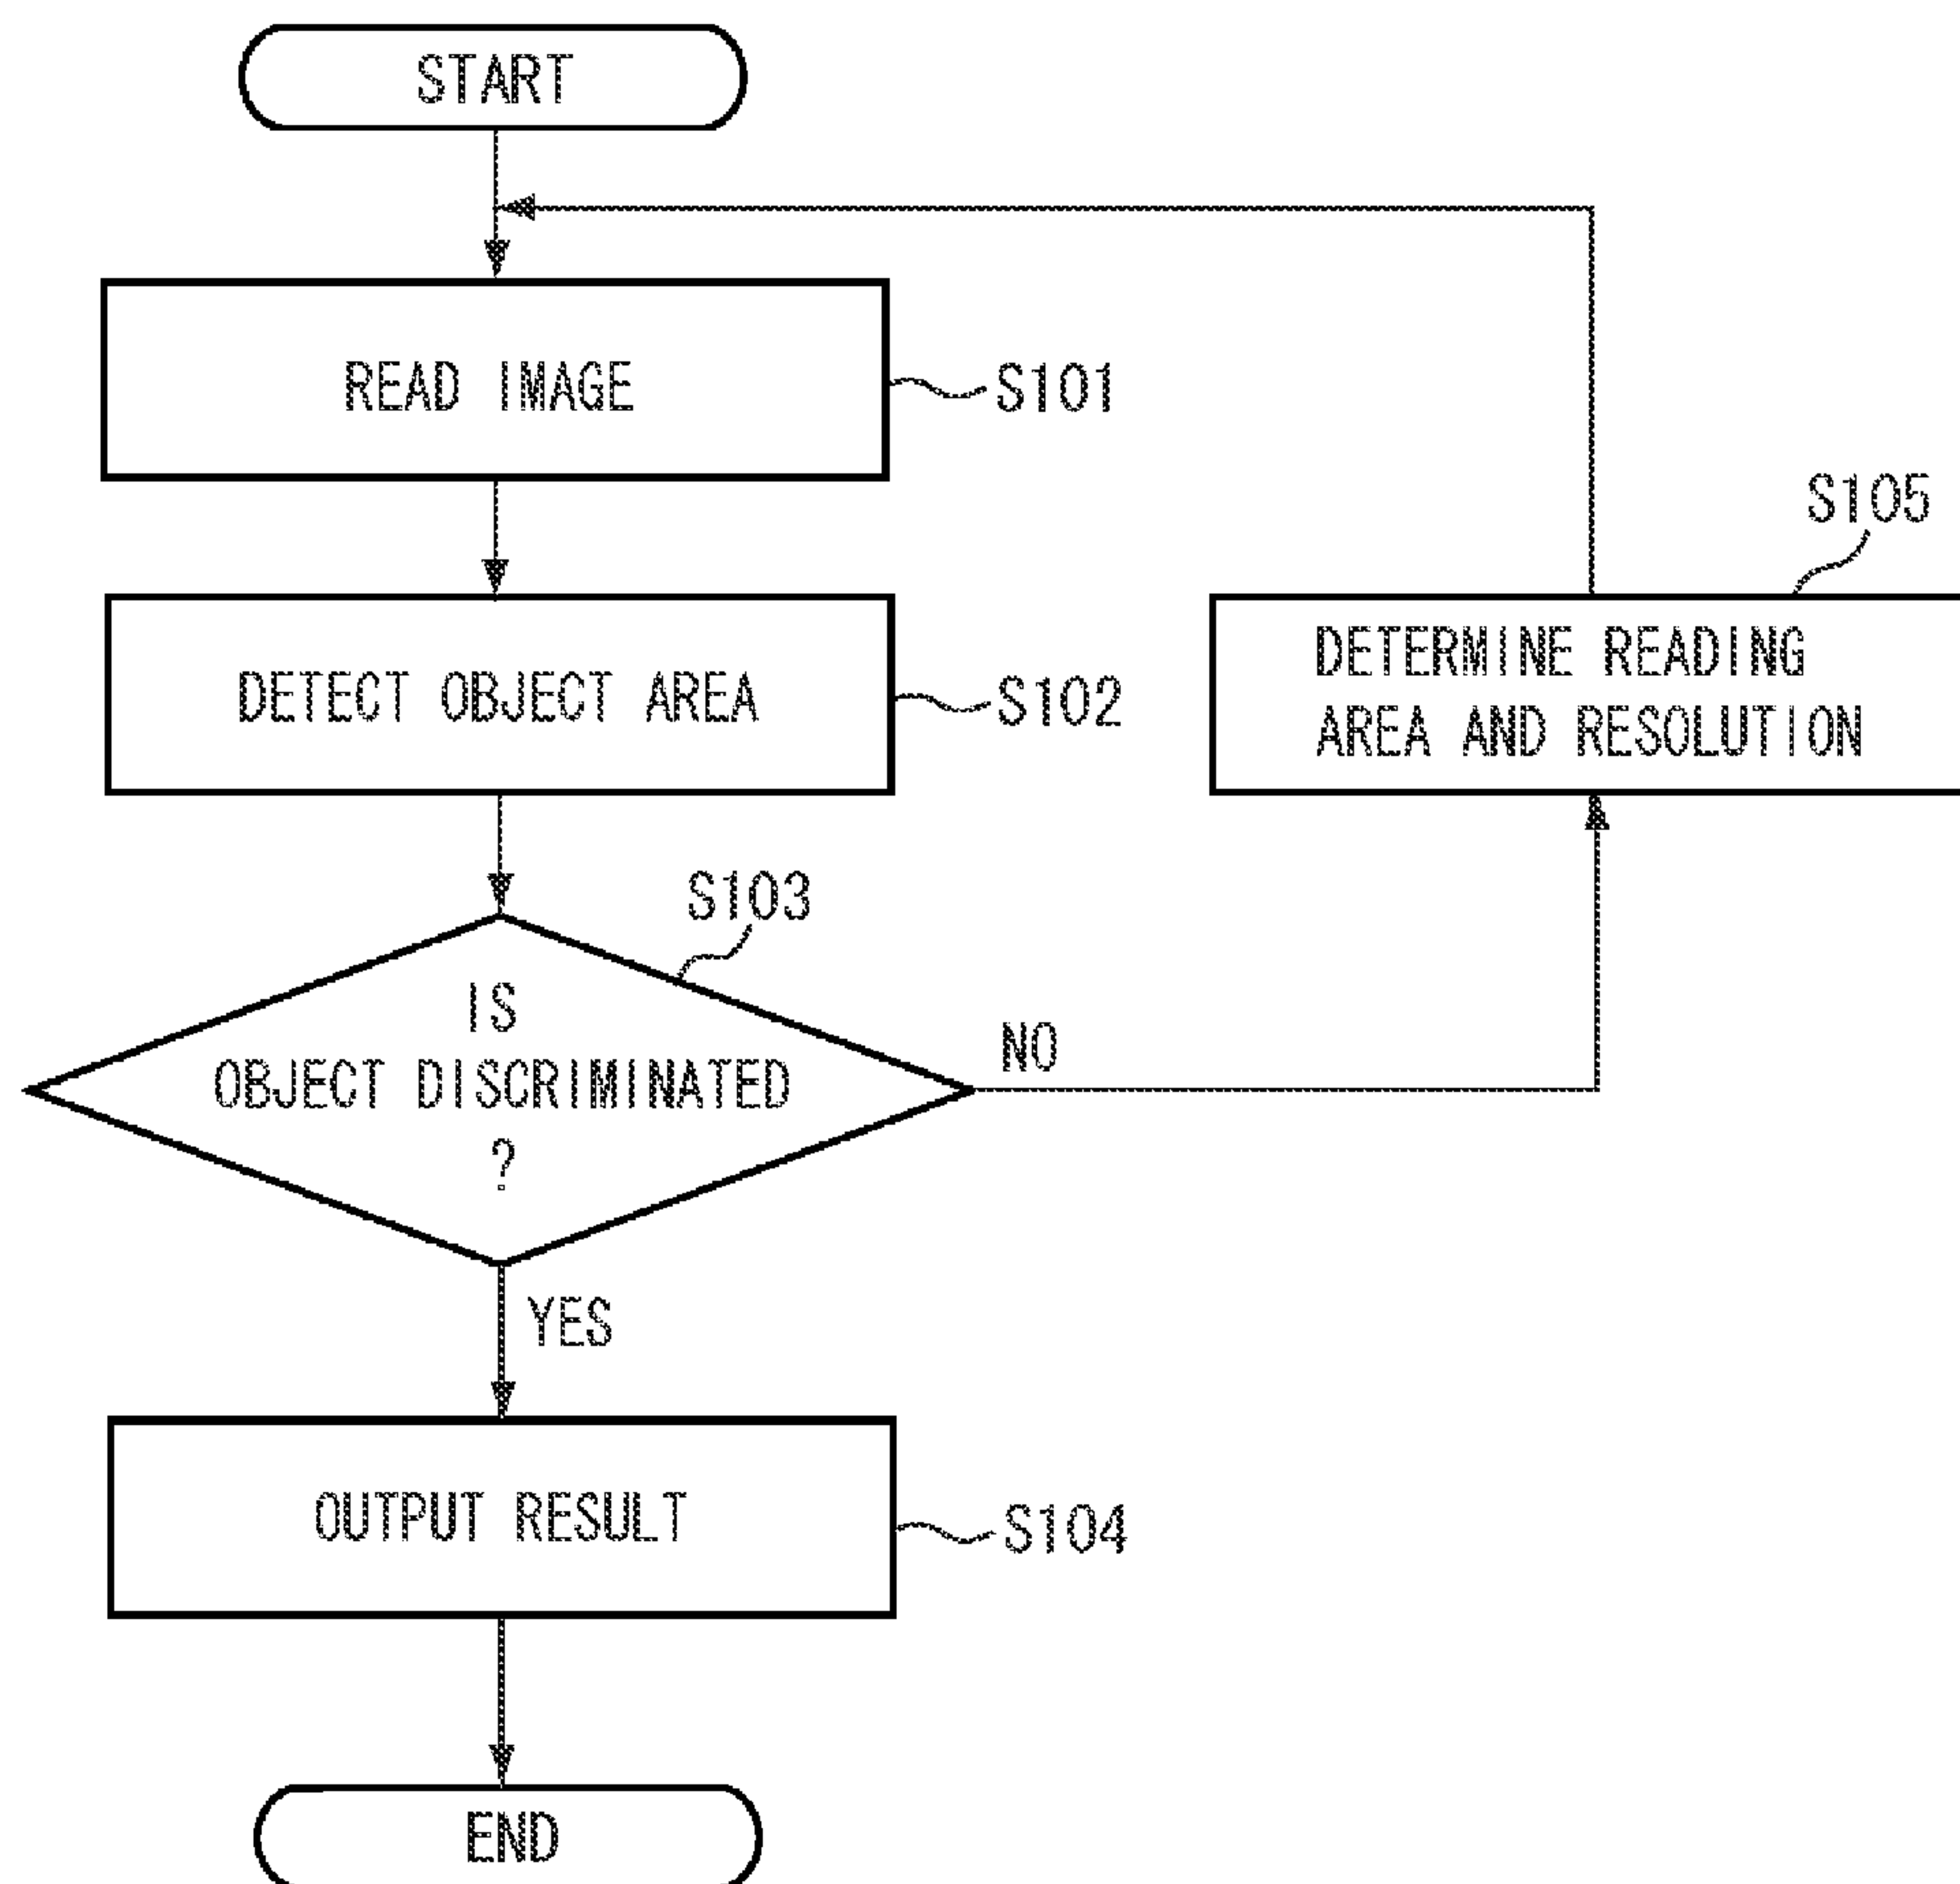 START
READ IMAGE
S101
DETECT OBJECT AREA
S102
S105
DETERMINE READING
AREA AND RESOLUTION
S103
IS
OBJECT DISCRIMINATED
?
NO
YES
OUTPUT RESULT
S104
END